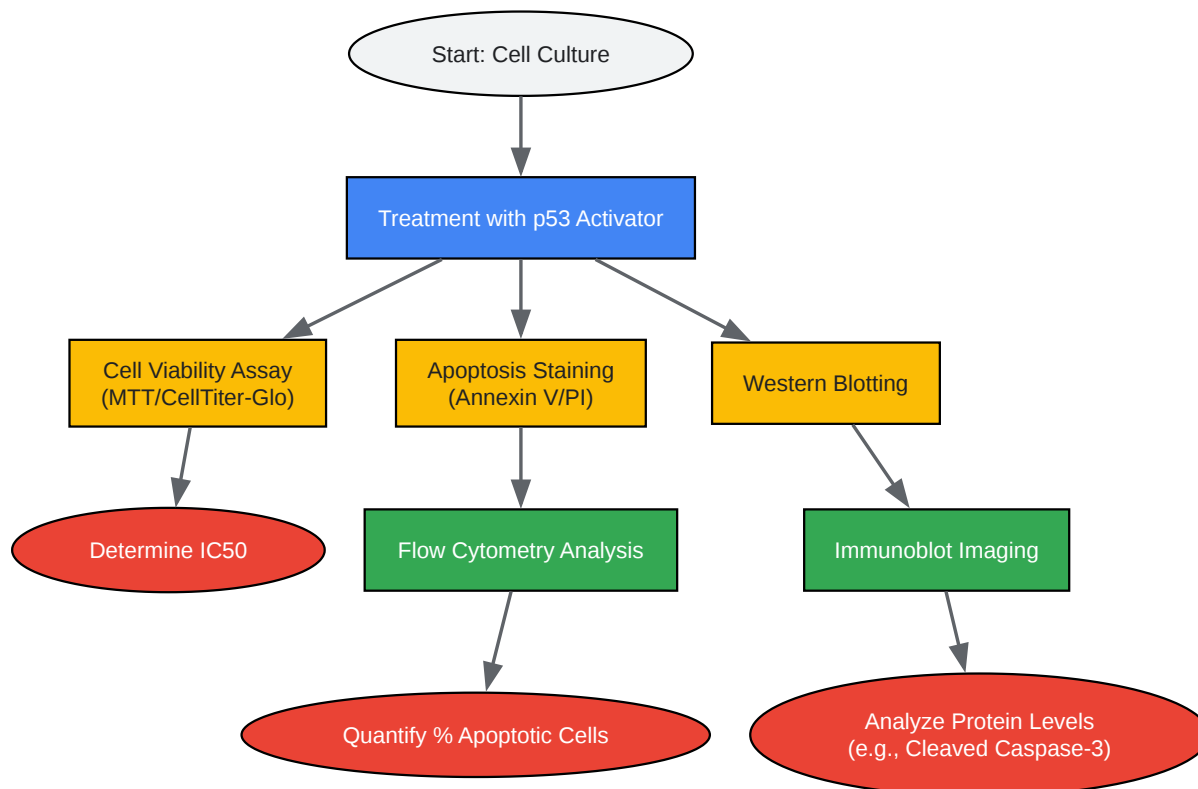 Start: Cell Culture
Treatment with p53 Activator
Cell Viability Assay
(MTT/CellTiter-Glo)
Apoptosis Staining
(Annexin V/PI)
Western Blotting
Determine IC50
Flow Cytometry Analysis
Immunoblot Imaging
Quantify % Apoptotic Cells
Analyze Protein Levels
(e.g., Cleaved Caspase-3)